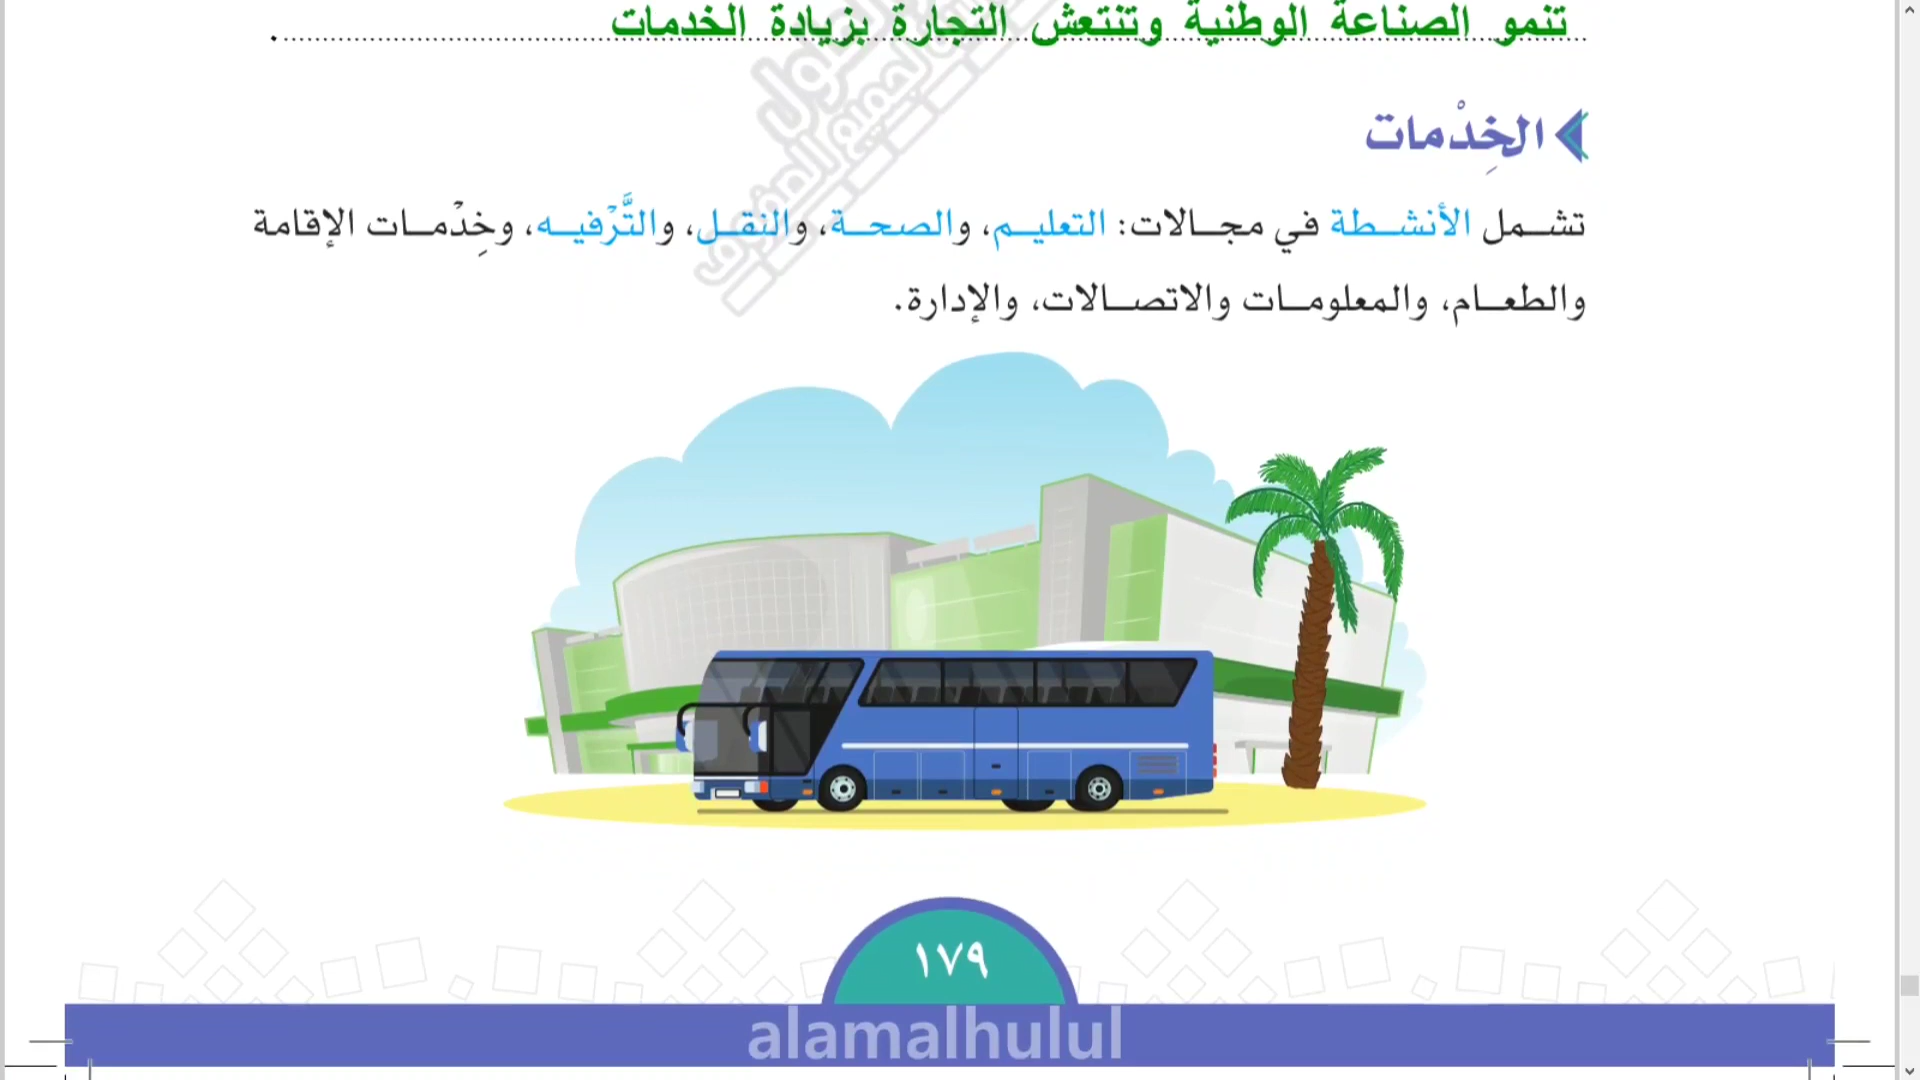 تنمو الصناعة الوطنية وتنتعش التجارة بزيادة الخدمات.
الخِدْمات
تشمل الأنشطة في مجالات: التعليم، والصحة، والنقل، والتَّرْفيه، وخِدْمات الإقامة
والطعام، والمعلومات والاتصالات، والإدارة.
١٧٩
alamalhulul